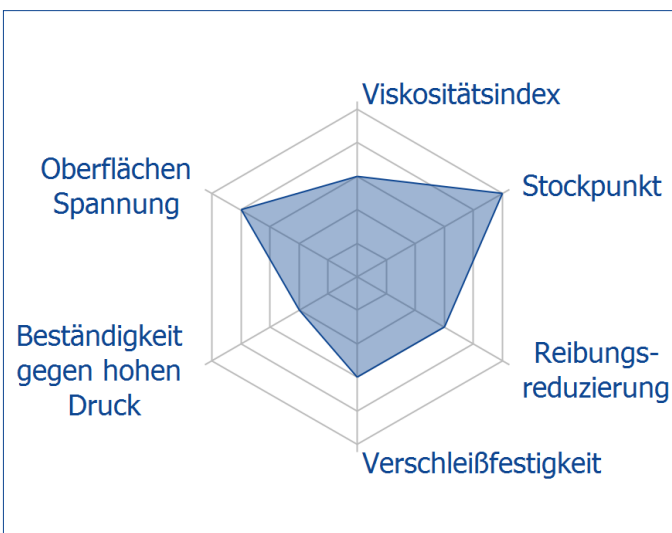 Viskositätsindex
Stockpunkt
Reibungs-
reduzierung
Verschleißfestigkeit
Beständigkeit
gegen hohen
Druck
Oberflächen
Spannung